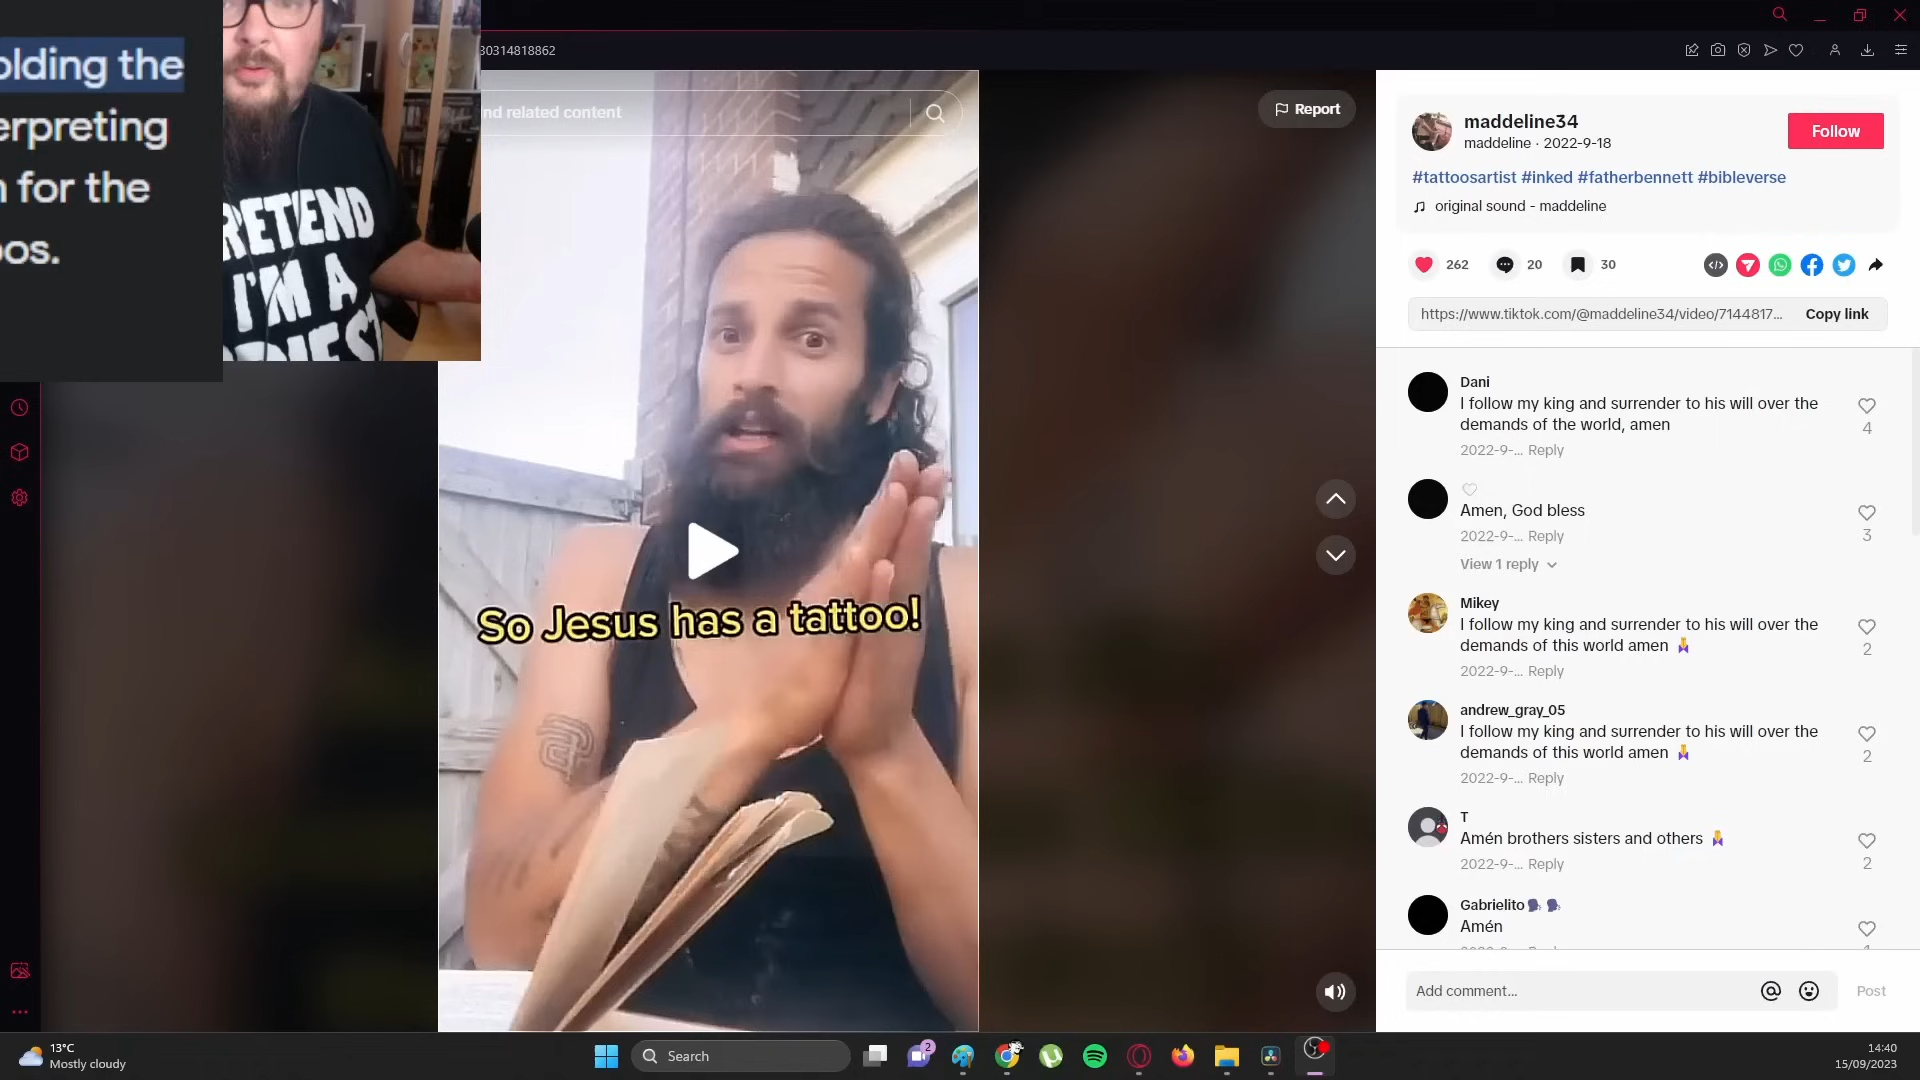 olding the
erpreting
n for the
oos.
RETEND
I'M A
30314818862
nd related content
Report
So Jesus has a tattoo!
maddeline34
maddeline · 2022-9-18
Follow
#tattoosartist #inked #fatherbennett #bibleverse
original sound - maddeline
262
20
30
https://www.tiktok.com/@maddeline34/video/7144817...
Copy link
Dani
I follow my king and surrender to his will over the
demands of the world, amen
4
2022-9-... Reply
Amen, God bless
3
2022-9-... Reply
View 1 reply
Mikey
I follow my king and surrender to his will over the
demands of this world amen
2
2022-9-... Reply
andrew_gray_05
I follow my king and surrender to his will over the
demands of this world amen
2
2022-9-... Reply
T
Amén brothers sisters and others
2
2022-9-... Reply
Gabrielito
Amén
Add comment...
Post
13°C
Mostly cloudy
Search
2
14:40
15/09/2023